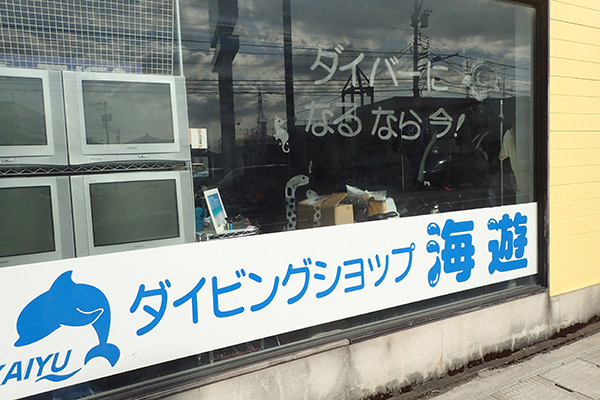 ダイバーに
なるなら今!
ダイビングショップ 海遊
KAIYU